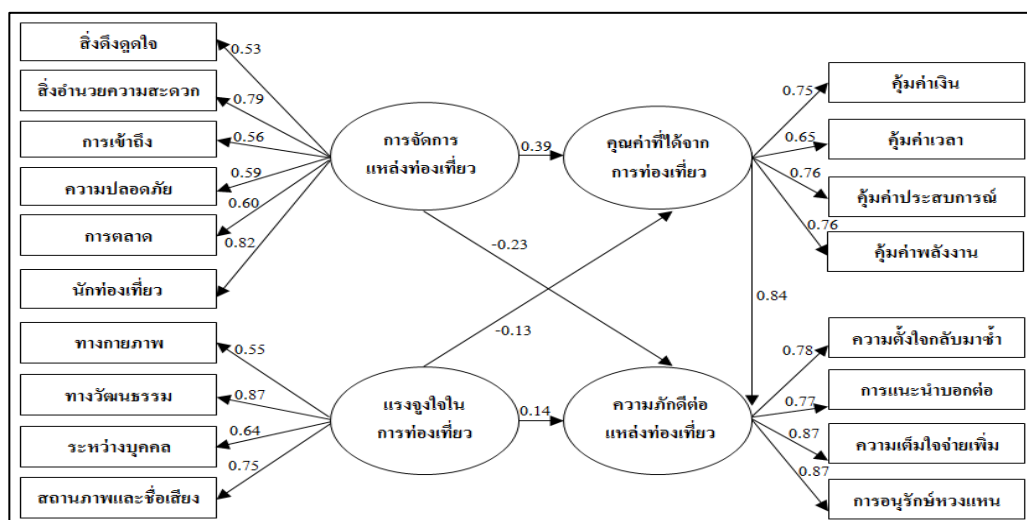 สิ่งดึงดูดใจ
สิ่งอำนวยความสะดวก
การเข้าถึง
ความปลอดภัย
การตลาด
นักท่องเที่ยว
0.53
0.79
0.56
0.59
0.60
0.82
การจัดการ
แหล่งท่องเที่ยว
0.39
คุณค่าที่ได้จาก
การท่องเที่ยว
0.75
0.65
0.76
0.76
คุ้มค่าเงิน
คุ้มค่าเวลา
คุ้มค่าประสบการณ์
คุ้มค่าพลังงาน
-0.23
-0.13
0.84
ทางกายภาพ
ทางวัฒนธรรม
ระหว่างบุคคล
สถานภาพและชื่อเสียง
0.55
0.87
0.64
0.75
แรงจูงใจใน
การท่องเที่ยว
0.14
ความภักดีต่อ
แหล่งท่องเที่ยว
0.78
0.77
0.87
0.87
ความตั้งใจกลับมาซ้ำ
การแนะนำบอกต่อ
ความเต็มใจจ่ายเพิ่ม
การอนุรักษ์หวงแหน